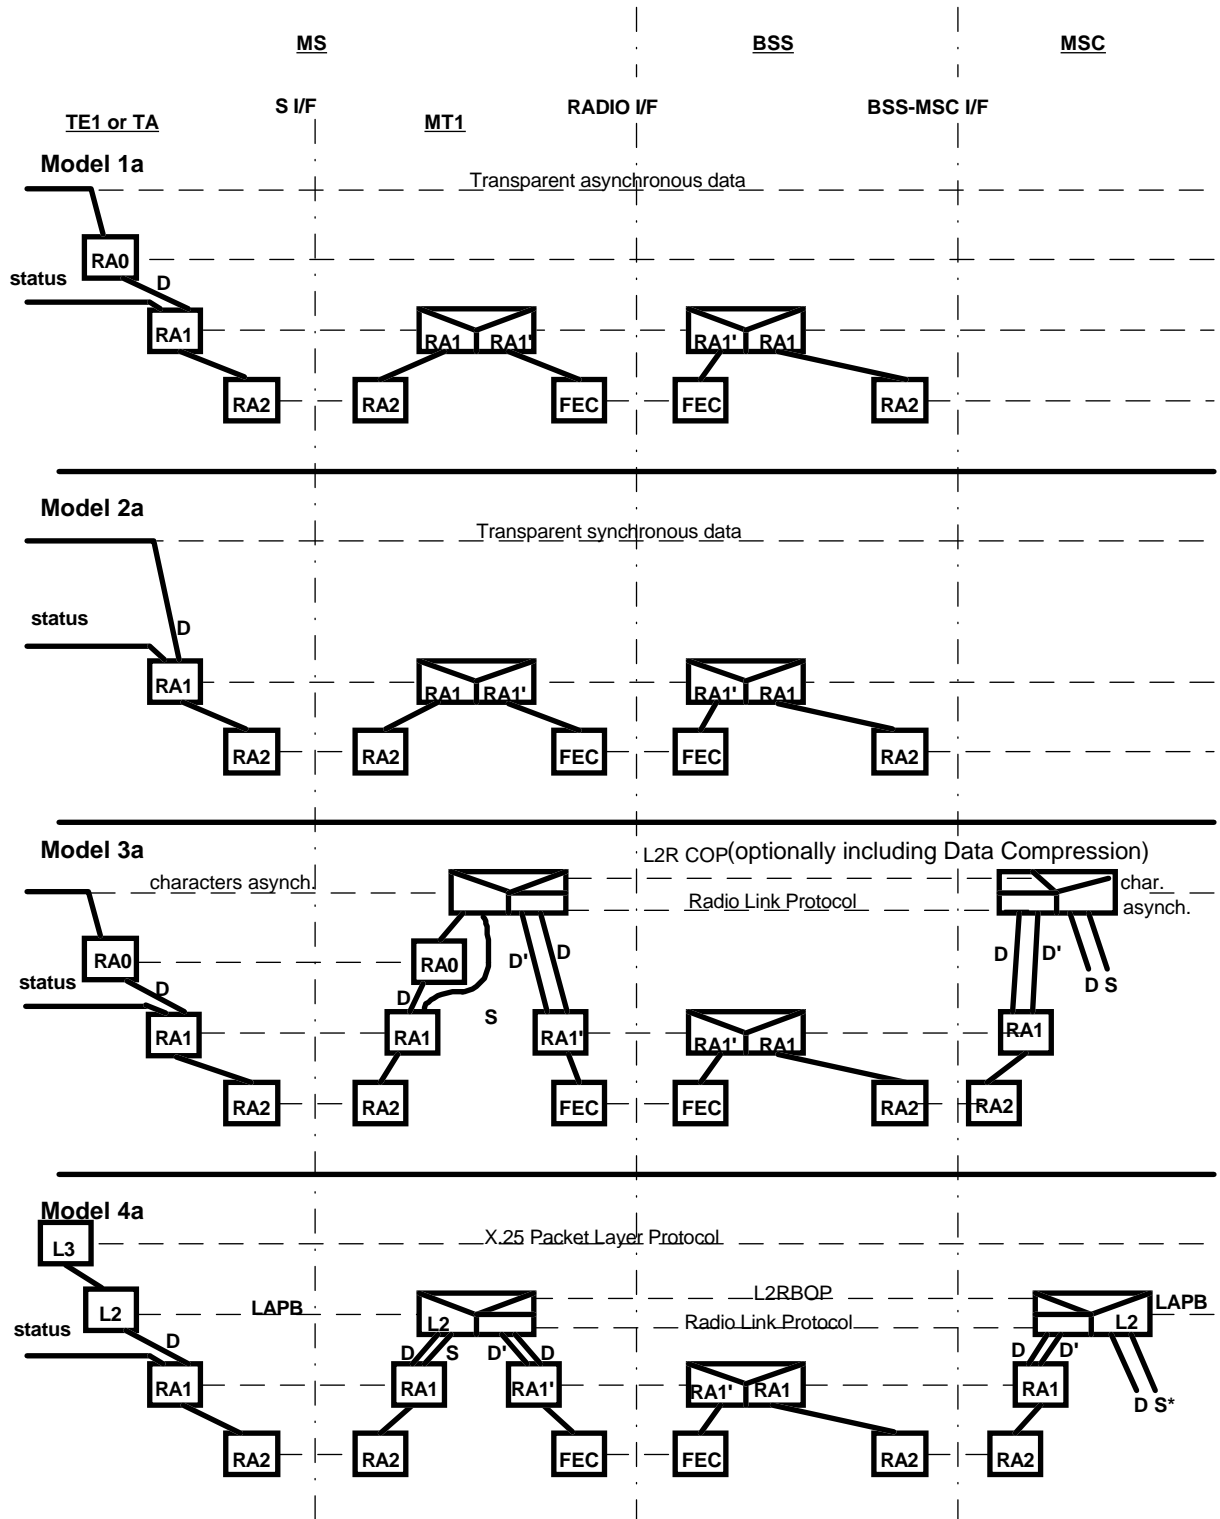 MS BSS MSC
S I/F RADIO I/F BSS-MSC I/F
TE1 or TA MT1
Model 1a
Transparent asynchronous data
RA0
status D
RA1 RA1 RA1' RA1' RA1
RA2 RA2 FEC FEC RA2
Model 2a
Transparent synchronous data
status D
RA1 RA1 RA1' RA1' RA1
RA2 RA2 FEC FEC RA2
Model 3a
L2R COP(optionally including Data Compression)
characters asynch. char.
Radio Link Protocol asynch.
RA0 RA0 D' D D D'
status D D S D S
RA1 RA1 RA1' RA1' RA1 RA1
RA2 RA2 FEC FEC RA2 RA2
Model 4a
L3 X.25 Packet Layer Protocol
L2RBOP
L2 LAPB LAPB
L2 Radio Link Protocol L2
status D D S D' D D D'
RA1 RA1 RA1' RA1' RA1 RA1
D S*
RA2 RA2 FEC FEC RA2 RA2